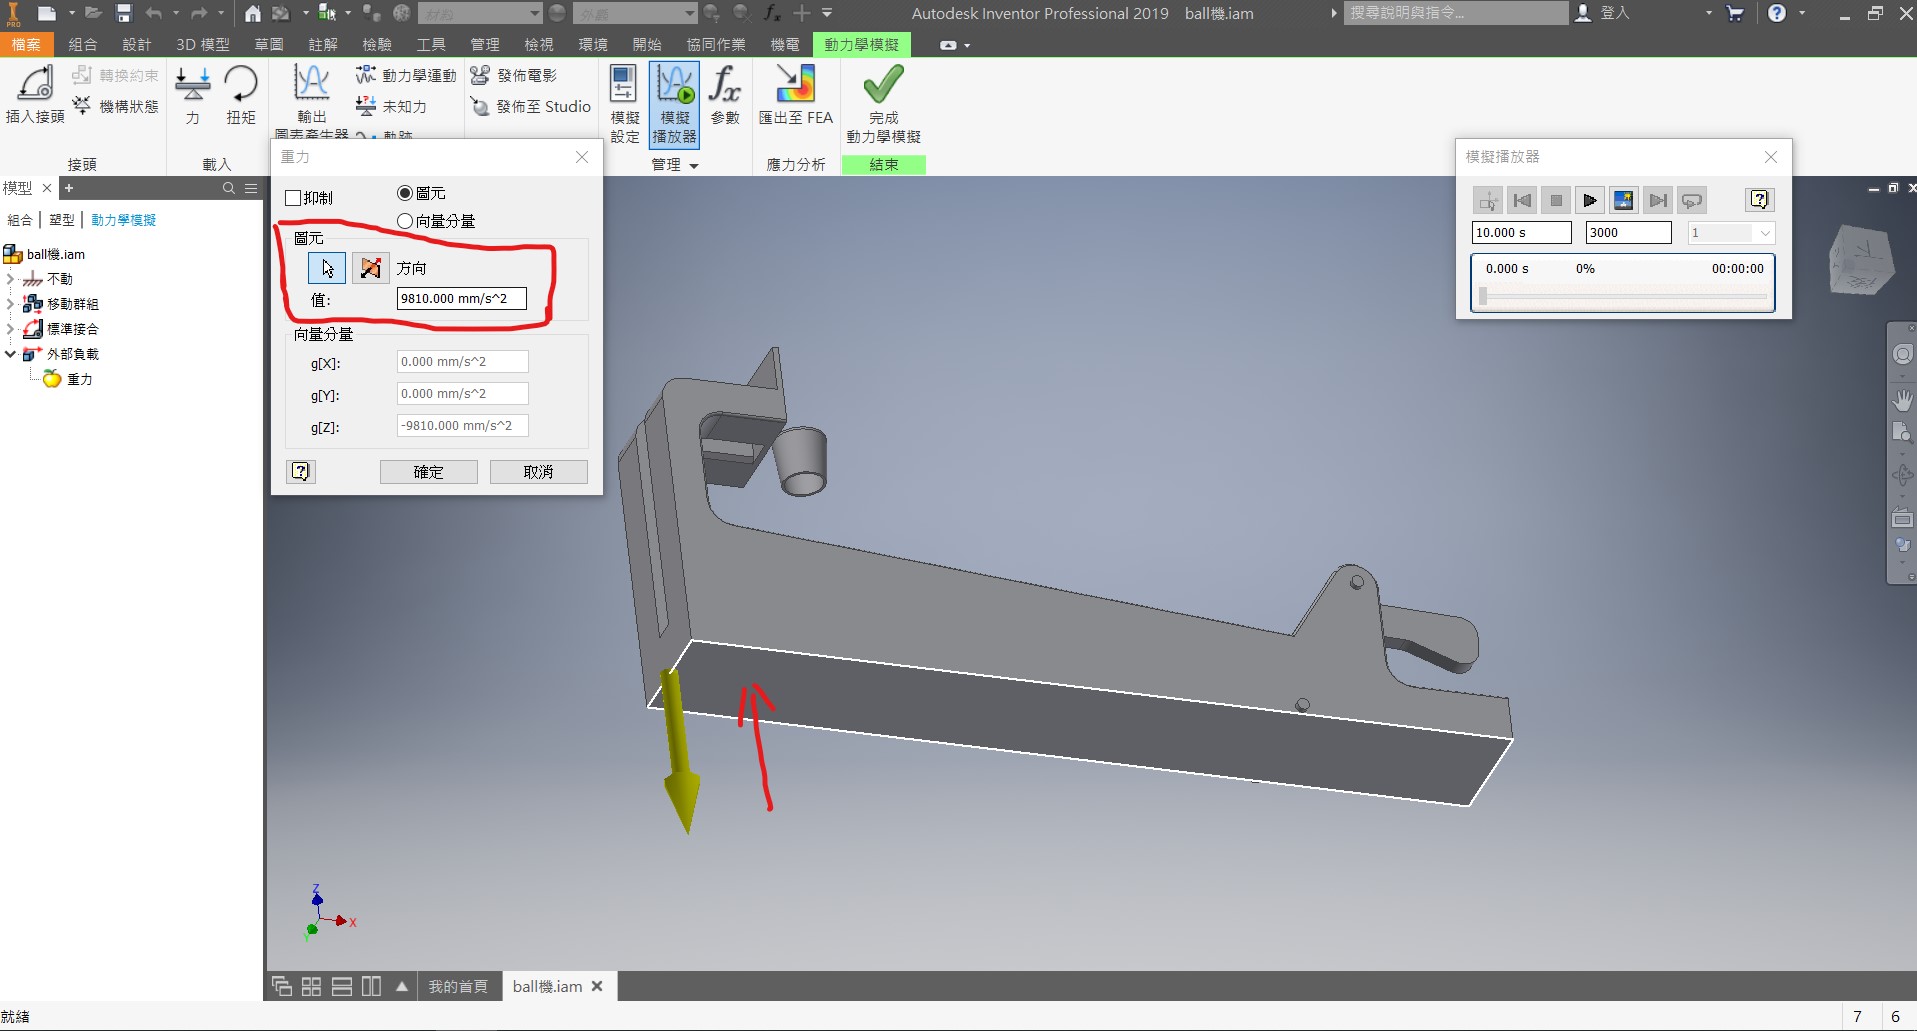 PRO
材料
外觀
Autodesk Inventor Professional 2019 ball機.iam
搜尋說明與指令...
登入
檔案 組合 設計 3D 模型 草圖 註解 檢驗 工具 管理 檢視 環境 開始 協同作業 機電 動力學模擬
插入接頭
轉換約束
機構狀態
接頭
力
扭矩
載入
輸出
圖表產生器
動力學運動
未知力
軌跡
發佈電影
發佈至 Studio
模擬
設定
模擬
播放器
fx
參數
管理
匯出至 FEA
應力分析
完成
動力學模擬
結束
模型
組合 | 塑型 | 動力學模擬
ball機.iam
不動
移動群組
標準接合
外部負載
重力
重力
抑制
圖元
向量分量
圖元
方向
值: 9810.000 mm/s^2
向量分量
g[X]: 0.000 mm/s^2
g[Y]: 0.000 mm/s^2
g[Z]: -9810.000 mm/s^2
確定 取消
模擬播放器
10.000 s 3000 1
0.000 s 0% 00:00:00
Z
X
Y
我的首頁 ball機.iam
就緒 7 6